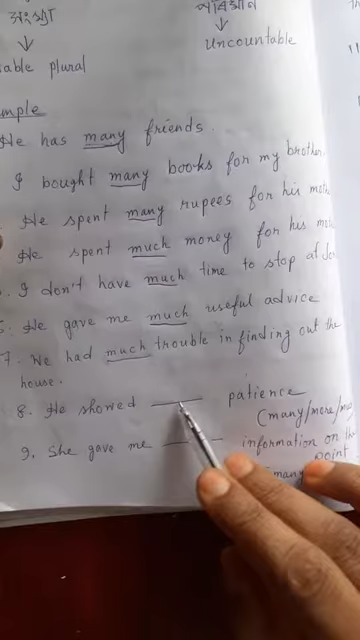 সংখ্যা পরিমান
Uncountable
able plural
ample
He has many friends.
I bought many books for my brother
He spent many rupees for his mot
He spent much money for his mo
I don't have much time to stop at
He gave me much useful advice
7. We had much trouble in finding out the
house.
8. He showed ____ patience
(many/more/
9. She gave me ____ information on th
point
many